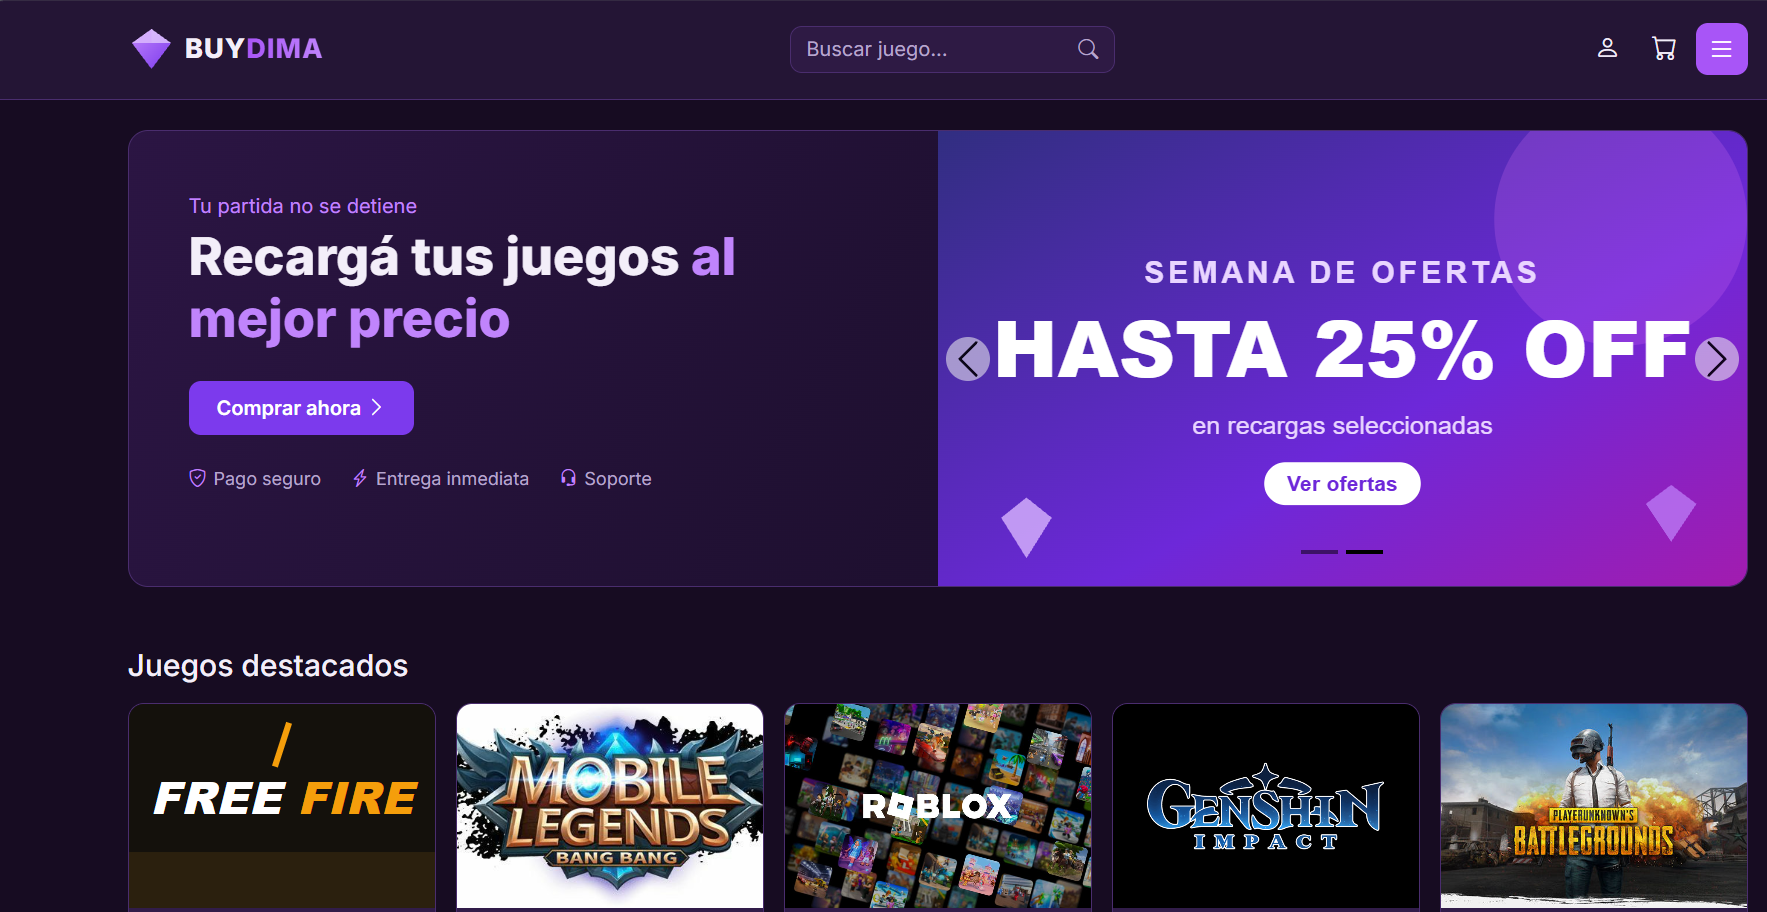 BUYDIMA
Buscar juego...
Tu partida no se detiene
Recargá tus juegos al
mejor precio
Comprar ahora
Pago seguro
Entrega inmediata
Soporte
SEMANA DE OFERTAS
HASTA 25% OFF
en recargas seleccionadas
Ver ofertas
Juegos destacados
FREE FIRE
MOBILE
LEGENDS
BANG BANG
ROBLOX
GENSHIN
IMPACT
PLAYERUNKNOWN'S
BATTLEGROUNDS